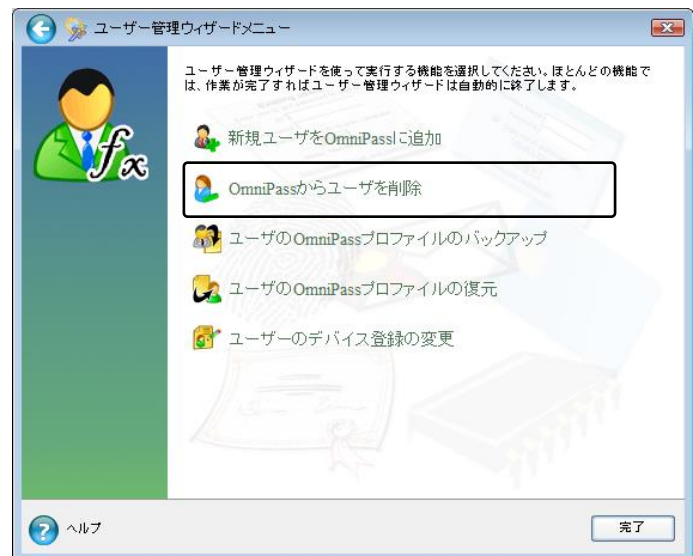 ユーザー管理ウィザードメニュー
ユーザー管理ウィザードを使って実行する機能を選択してください。ほとんどの機能で
は、作業が完了すればユーザー管理ウィザードは自動的に終了します。
fx
新規ユーザをOmniPassに追加
OmniPassからユーザを削除
ユーザのOmniPassプロファイルのバックアップ
ユーザのOmniPassプロファイルの復元
ユーザーのデバイス登録の変更
ヘルプ
完了